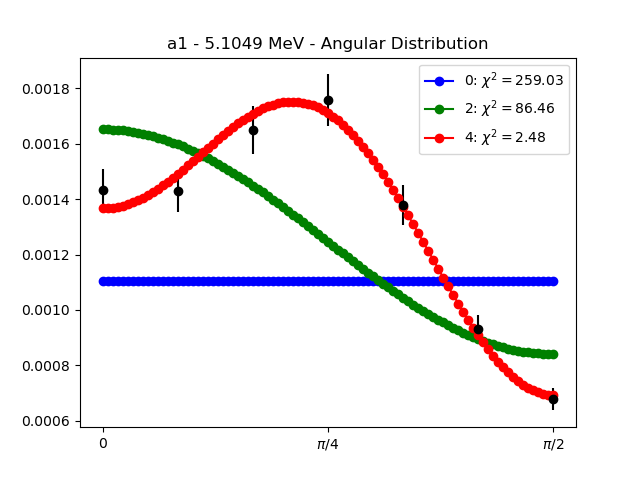 a1 - 5.1049 MeV - Angular Distribution
0: χ² = 259.03
2: χ² = 86.46
4: χ² = 2.48
0.0018
0.0016
0.0014
0.0012
0.0010
0.0008
0.0006
0 π/4 π/2